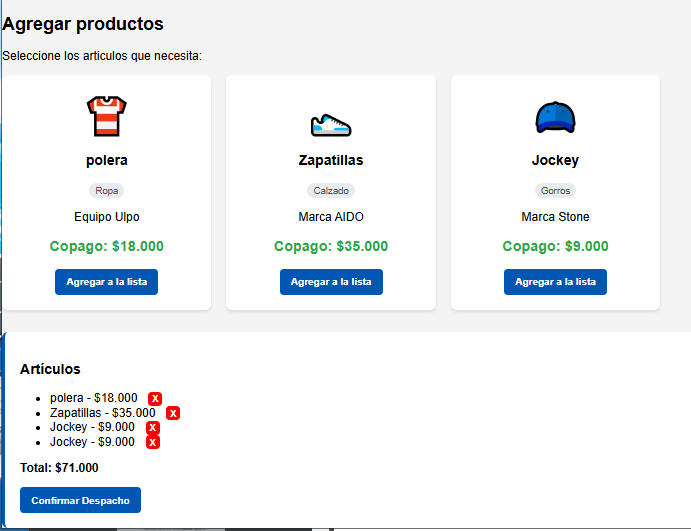 Agregar productos
Seleccione los articulos que necesita:
polera
Ropa
Equipo Ulpo
Copago: $18.000
Agregar a la lista
Zapatillas
Calzado
Marca AIDO
Copago: $35.000
Agregar a la lista
Jockey
Gorros
Marca Stone
Copago: $9.000
Agregar a la lista
Artículos
polera - $18.000 X
Zapatillas - $35.000 X
Jockey - $9.000 X
Jockey - $9.000 X
Total: $71.000
Confirmar Despacho